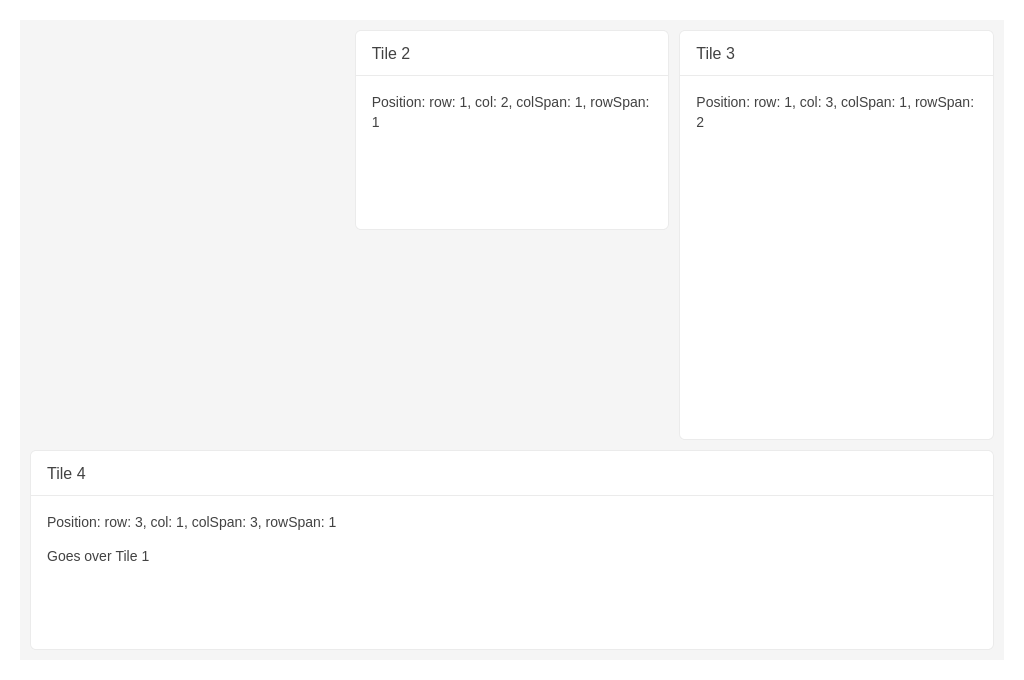 Tile 2
Position: row: 1, col: 2, colSpan: 1, rowSpan:
1
Tile 3
Position: row: 1, col: 3, colSpan: 1, rowSpan:
2
Tile 4
Position: row: 3, col: 1, colSpan: 3, rowSpan: 1
Goes over Tile 1